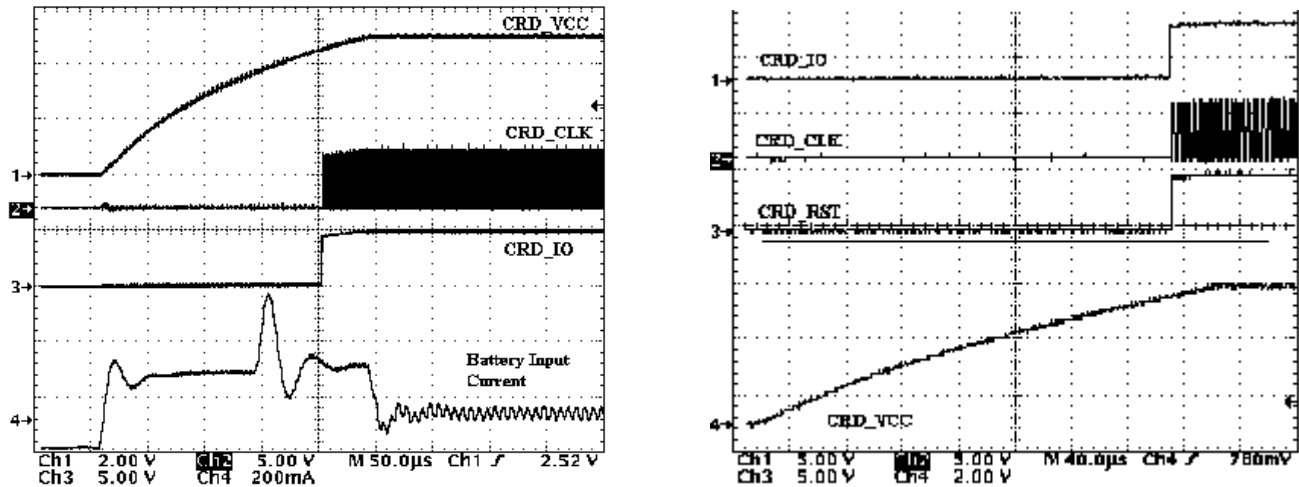 CRD_VCC
CRD_CLK
1
2
CRD_IO
3
Battery Input
Current
4
Ch1 2.00 V Ch2 5.00 V M 50.0µs Ch1 2.52 V
Ch3 5.00 V Ch4 200mA
CRD_IO
1
CRD_CLK
CRD_RST
3
CRD_VCC
4
Ch1 5.00 V 5.00 V M 40.0µs Ch4 780mV
Ch3 5.00 V Ch4 2.00 V